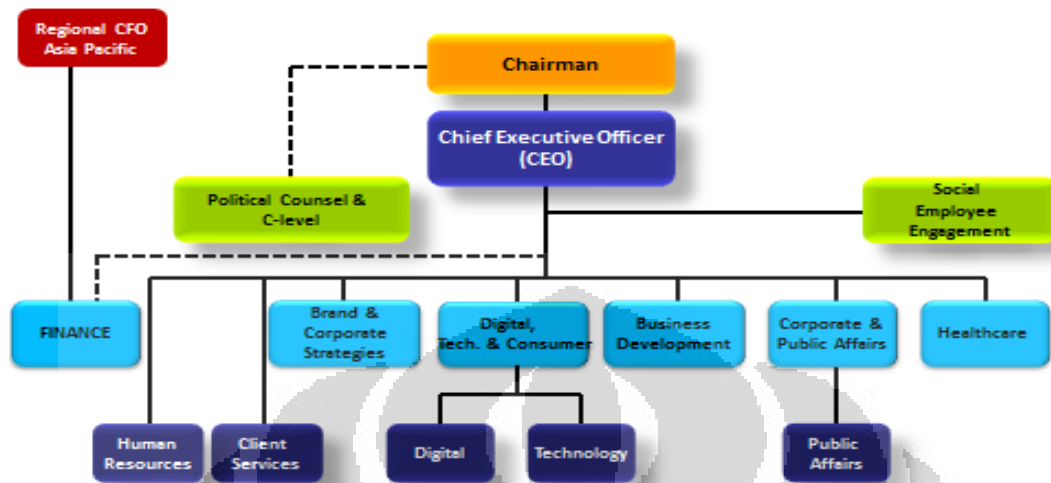 Regional CFO
Asia Pacific
Chairman
Chief Executive Officer
(CEO)
Political Counsel &
C-level
Social
Employee
Engagement
FINANCE
Brand &
Corporate
Strategies
Digital,
Tech. & Consumer
Business
Development
Corporate &
Public Affairs
Healthcare
Human
Resources
Client
Services
Digital
Technology
Public
Affairs